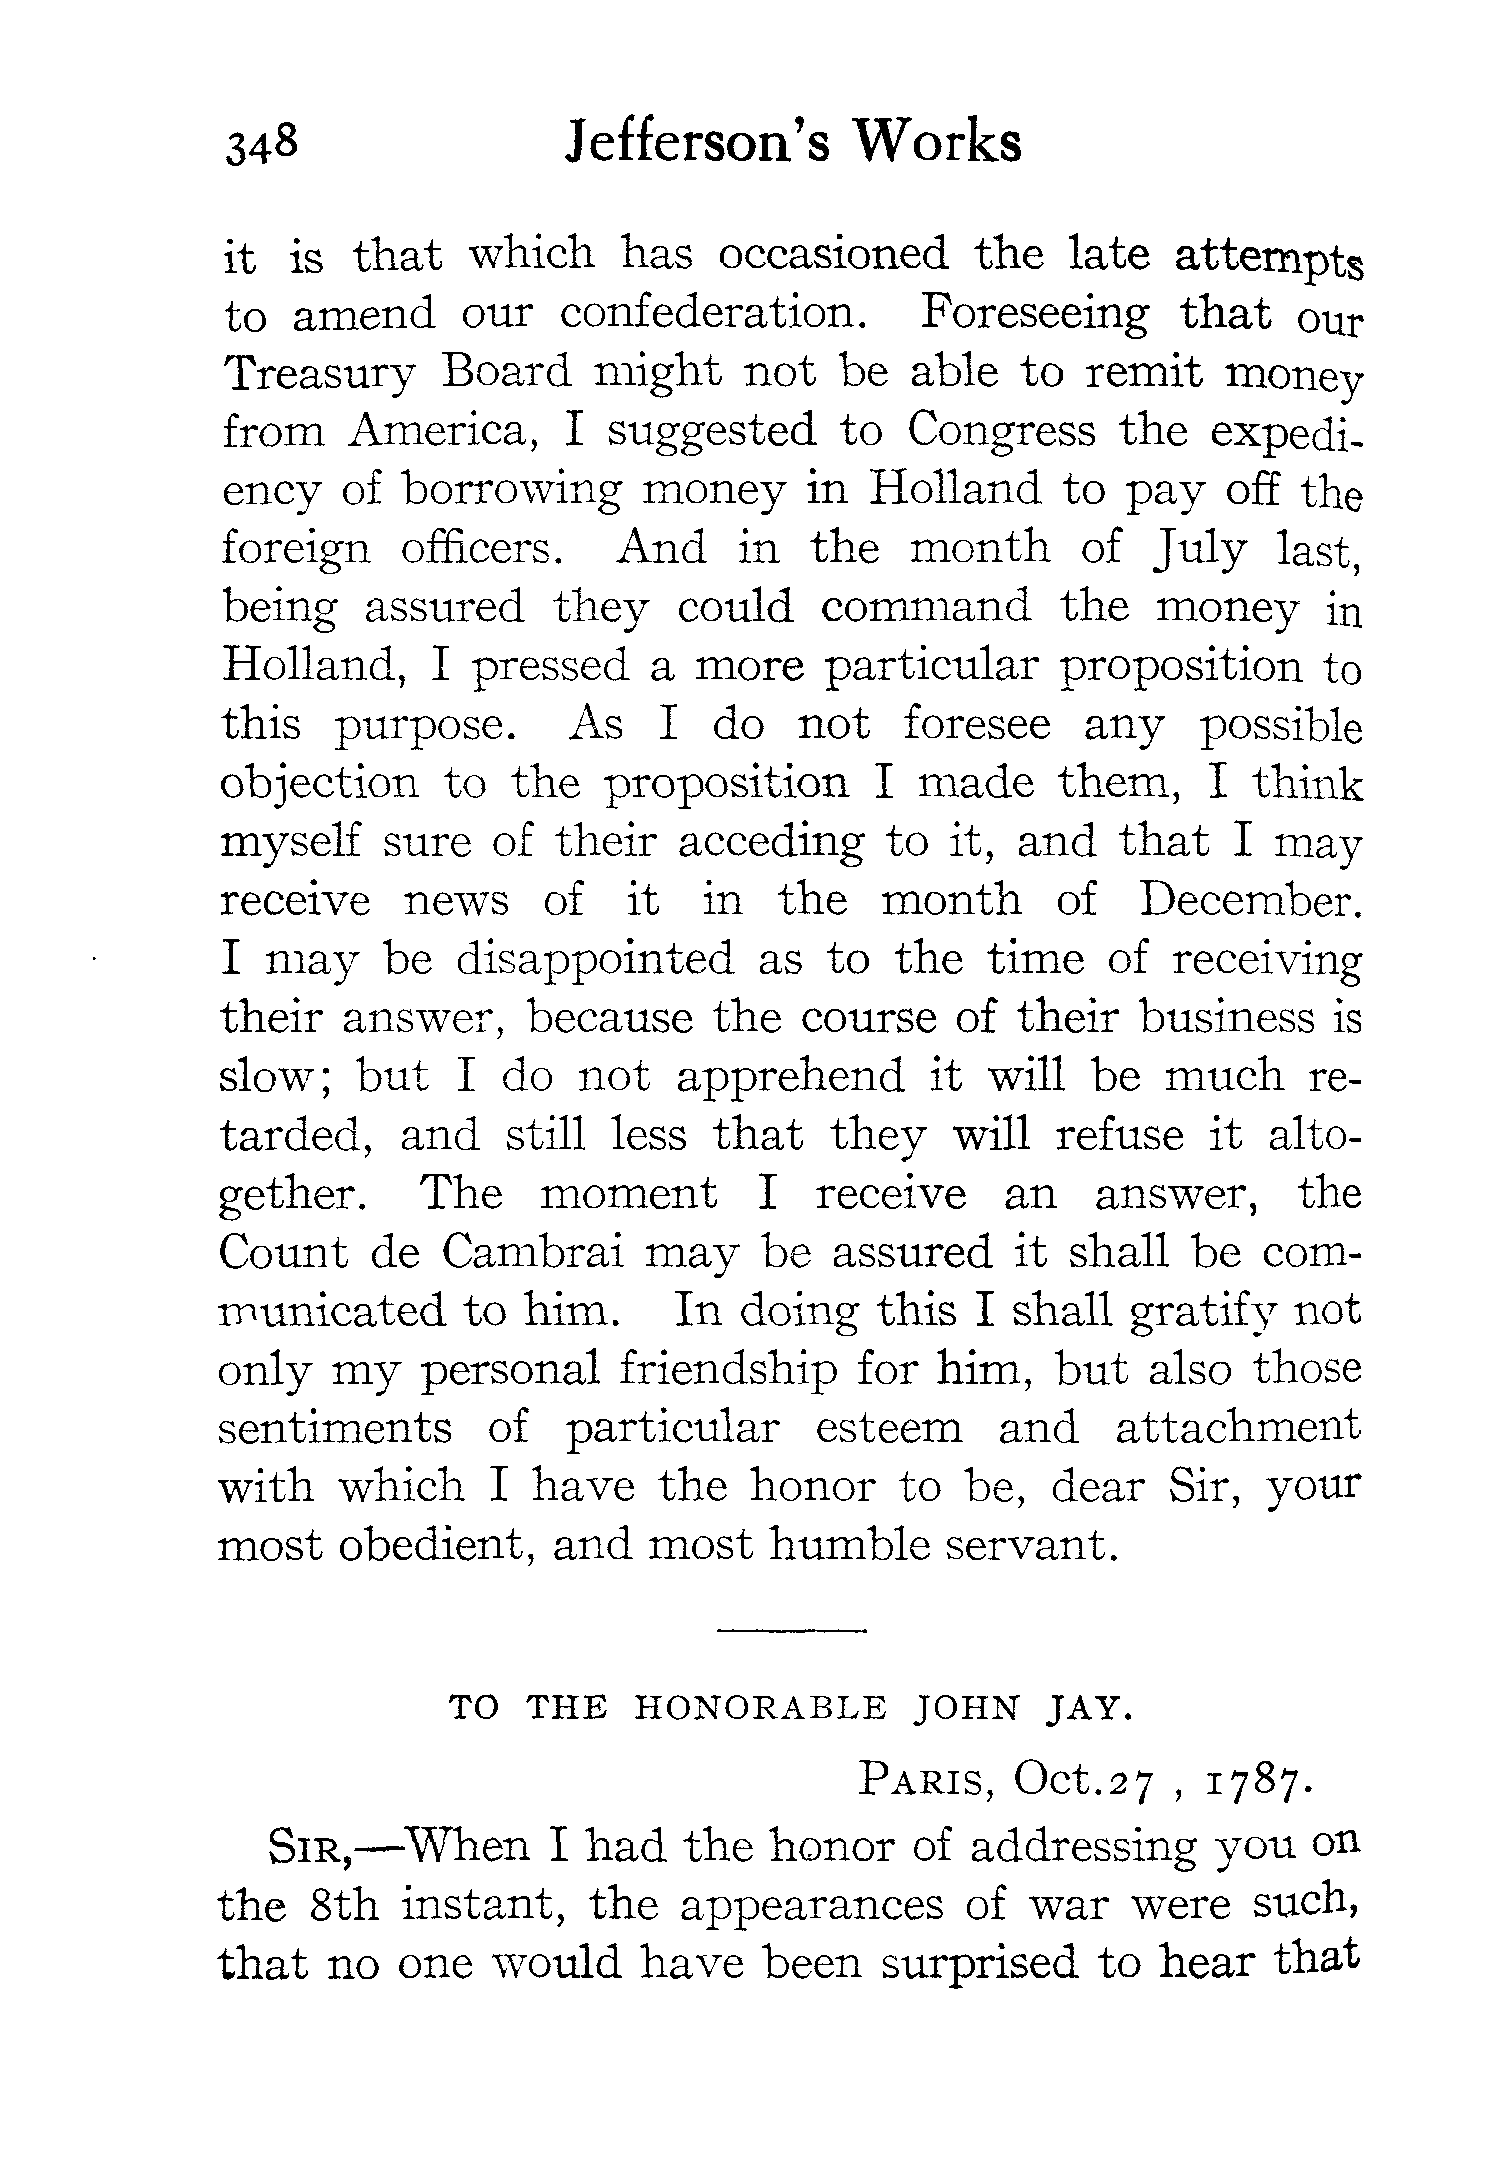 348 Jefferson's Works
it is that which has occasioned the late attempts
to amend our confederation. Foreseeing that our
Treasury Board might not be able to remit money
from America, I suggested to Congress the expedi-
ency of borrowing money in Holland to pay off the
foreign officers. And in the month of July last,
being assured they could command the money in
Holland, I pressed a more particular proposition to
this purpose. As I do not foresee any possible
objection to the proposition I made them, I think
myself sure of their acceding to it, and that I may
receive news of it in the month of December.
I may be disappointed as to the time of receiving
their answer, because the course of their business is
slow; but I do not apprehend it will be much re-
tarded, and still less that they will refuse it alto-
gether. The moment I receive an answer, the
Count de Cambrai may be assured it shall be com-
municated to him. In doing this I shall gratify not
only my personal friendship for him, but also those
sentiments of particular esteem and attachment
with which I have the honor to be, dear Sir, your
most obedient, and most humble servant.
TO THE HONORABLE JOHN JAY.
PARIS, Oct.27 , 1787.
SIR,—When I had the honor of addressing you on
the 8th instant, the appearances of war were such,
that no one would have been surprised to hear that